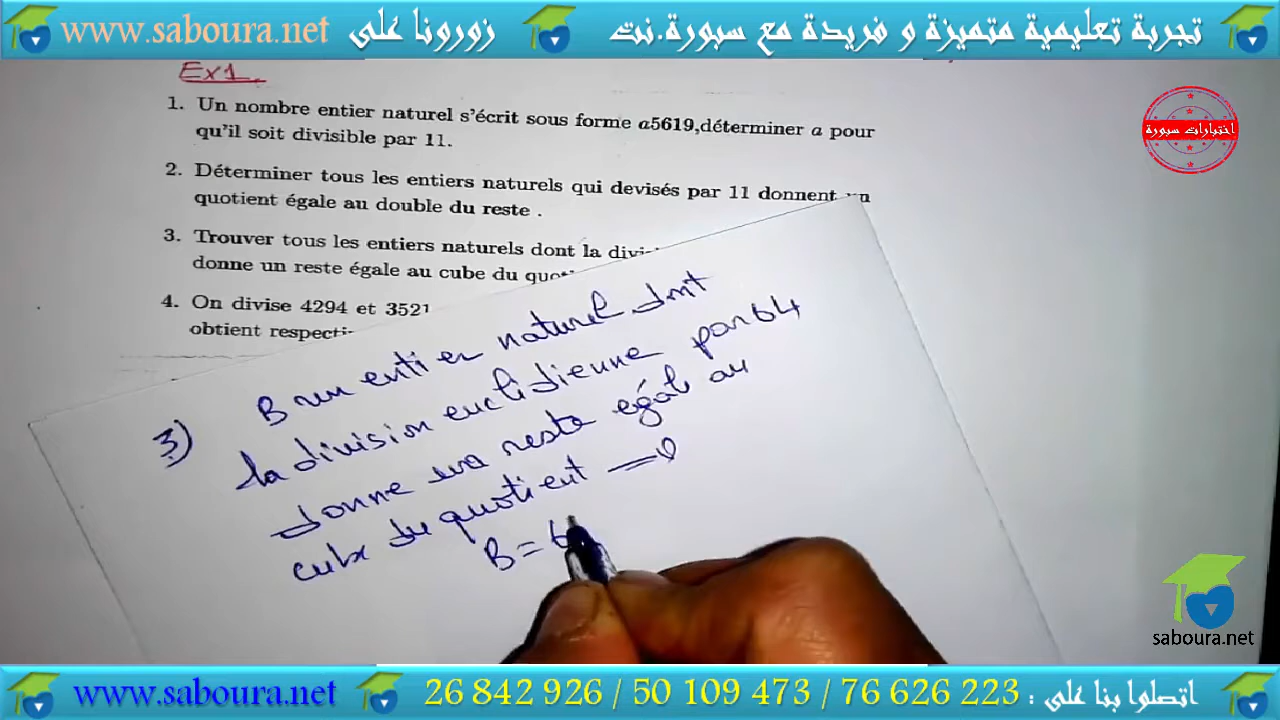 www.saboura.net زورونا على تجربة تعليمية متميزة و فريدة مع سبورة.نت
Ex1
1. Un nombre entier naturel s'écrit sous forme a5619,déterminer a pour
qu'il soit divisible par 11.
2. Déterminer tous les entiers naturels qui devisés par 11 donnent un
quotient égale au double du reste .
3. Trouver tous les entiers naturels dont la
donne un reste égale au cube du
4. On divise 4294 et 3521
obtient
اختبارات سبورة
3) B un entier naturel dont
la division euclidienne par 64
donne un reste égal au
cube du quotient
B = 6
saboura.net
www.saboura.net 26 842 926 / 50 109 473 / 76 626 223 : اتصلوا بنا على